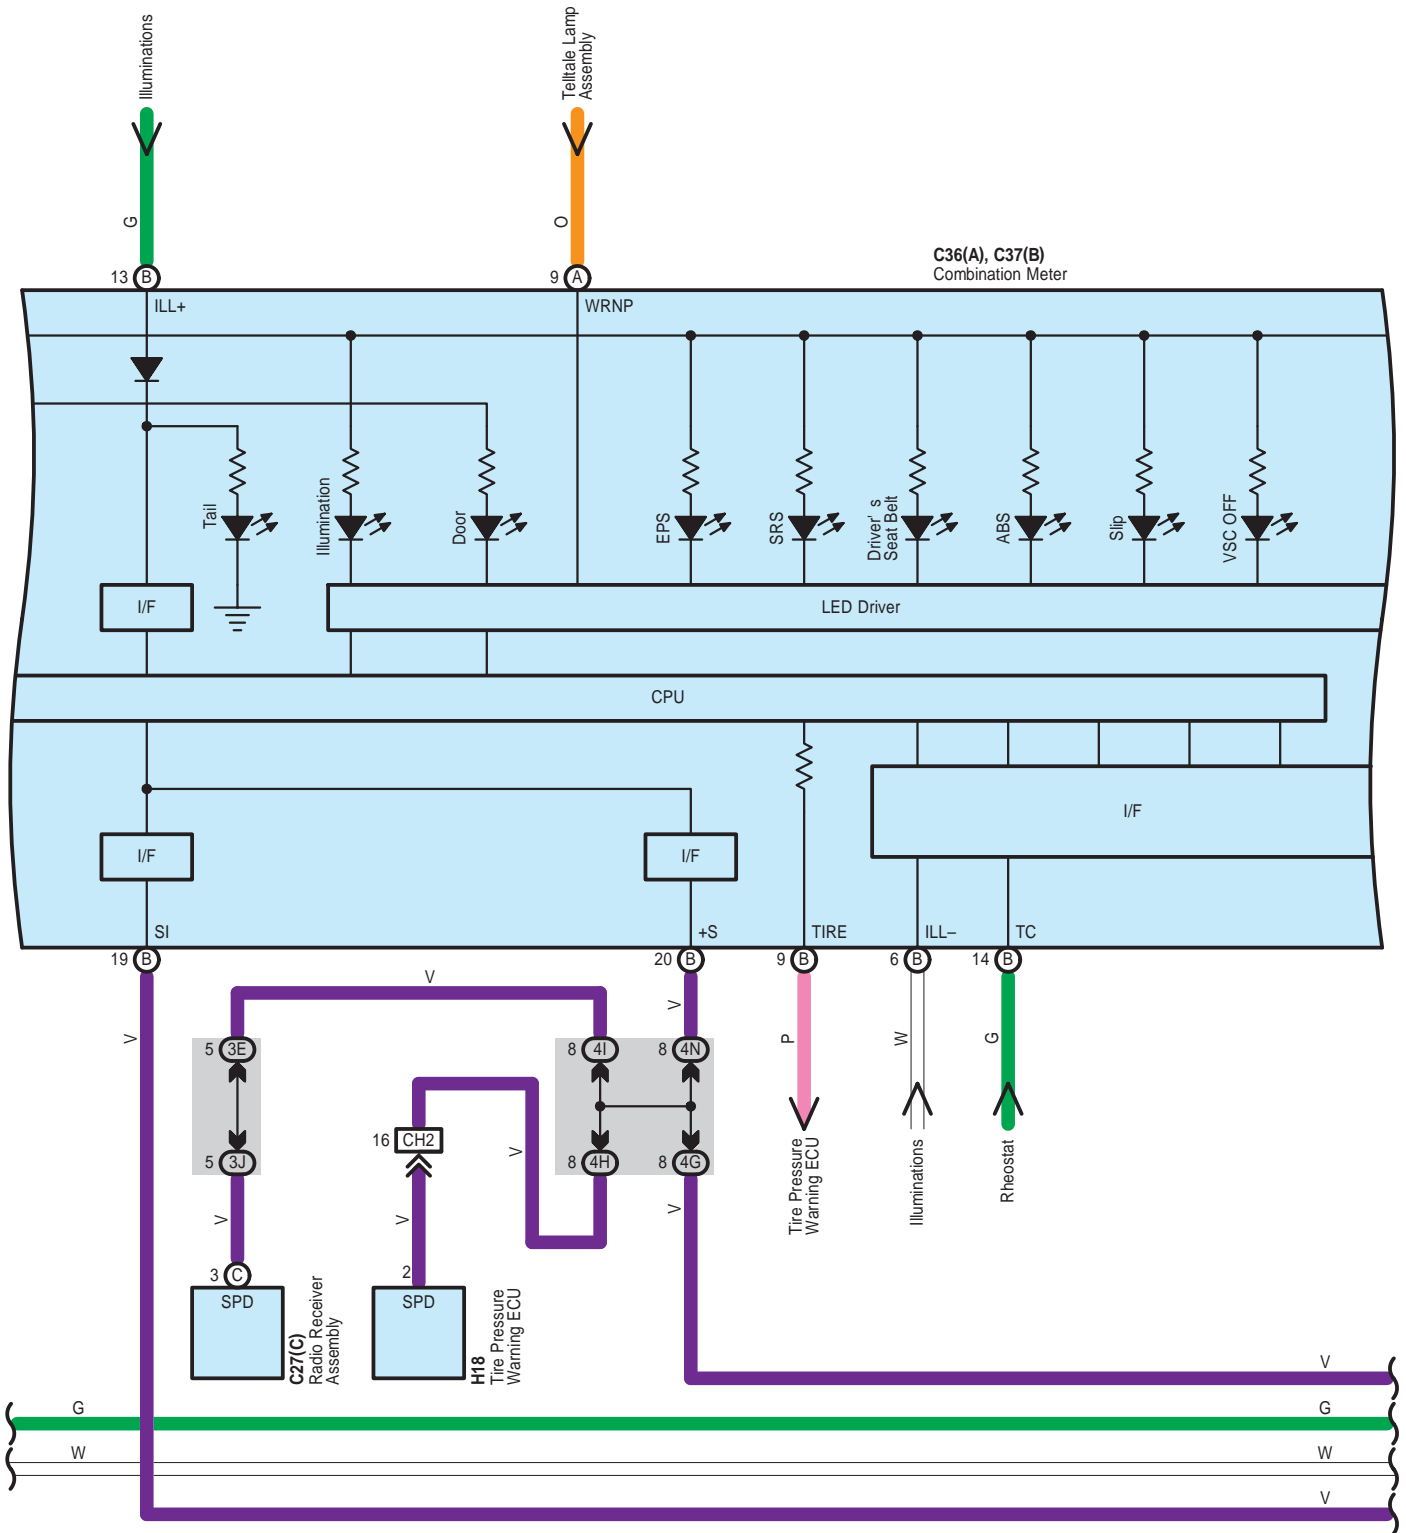 Illuminations
Telltale Lamp
Assembly
G
O
C36(A), C37(B)
Combination Meter
13 B
9 A
ILL+
WRNP
Tail
Illumination
Door
EPS
SRS
Driver' s
Seat Belt
ABS
Slip
VSC OFF
I/F
LED Driver
CPU
I/F
I/F
I/F
SI
+S
TIRE
ILL–
TC
19 B
20 B
9 B
6 B
14 B
V
V
V
P
W
G
5 3E
8 4I
8 4N
16 CH2
5 3J
8 4H
8 4G
V
V
V
V
Tire Pressure
Warning ECU
Illuminations
Rheostat
3 C
2
SPD
SPD
C27(C)
Radio Receiver
Assembly
H18
Tire Pressure
Warning ECU
V
G
G
W
W
V